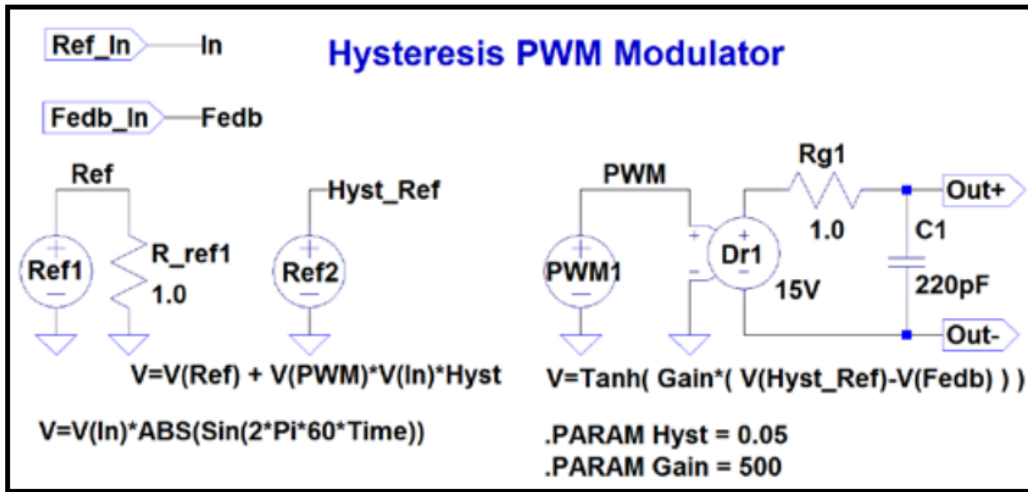 Ref_In In
Hysteresis PWM Modulator
Fedb_In Fedb
Ref
Hyst_Ref
PWM
Rg1
Out+
Ref1
R_ref1
1.0
Ref2
PWM1
+
-
Dr1
15V
1.0
C1
220pF
Out-
V=V(Ref) + V(PWM)*V(In)*Hyst
V=Tanh( Gain*( V(Hyst_Ref)-V(Fedb) ) )
V=V(In)*ABS(Sin(2*Pi*60*Time))
.PARAM Hyst = 0.05
.PARAM Gain = 500